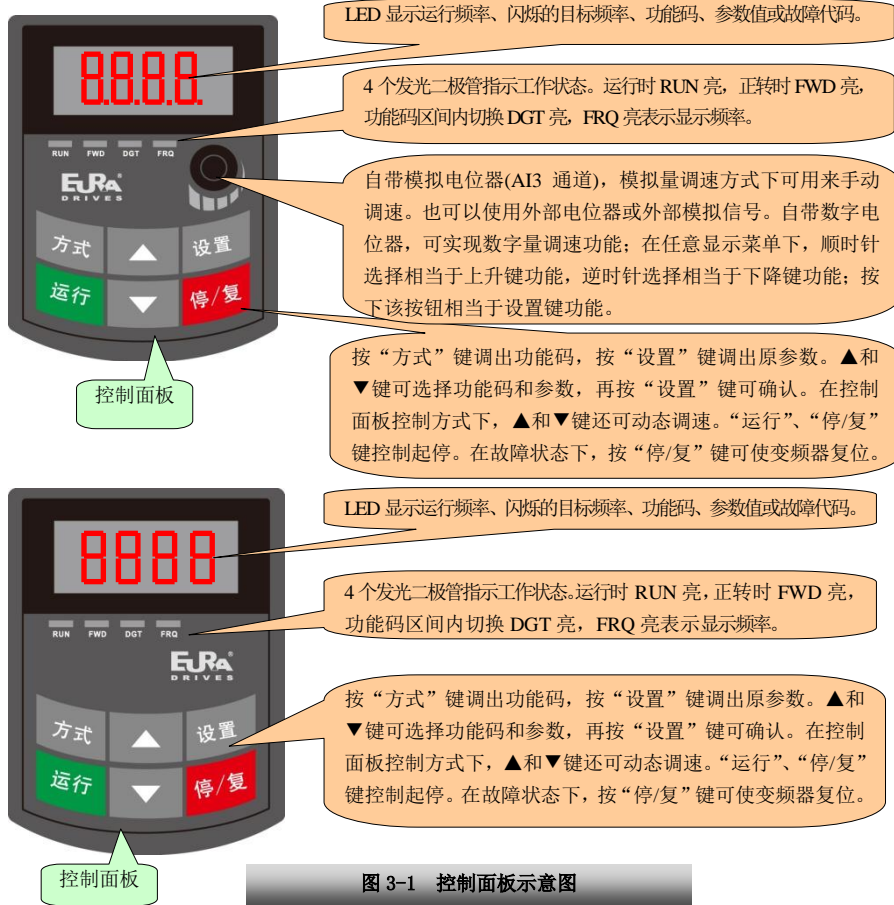 LED 显示运行频率、闪烁的目标频率、功能码、参数值或故障代码。
8.8.8.8.
4 个发光二极管指示工作状态。运行时 RUN 亮，正转时 FWD 亮，
功能码区间内切换 DGT 亮，FRQ 亮表示显示频率。
RUN FWD DGT FRQ
EURA®
DRIVES
自带模拟电位器(AI3 通道)，模拟量调速方式下可用来手动
调速。也可以使用外部电位器或外部模拟信号。自带数字电
位器，可实现数字量调速功能；在任意显示菜单下，顺时针
选择相当于上升键功能，逆时针选择相当于下降键功能；按
下该按钮相当于设置键功能。
方式 ▲ 设置
运行 ▼ 停/复
按“方式”键调出功能码，按“设置”键调出原参数。▲和
▼键可选择功能码和参数，再按“设置”键可确认。在控制
面板控制方式下，▲和▼键还可动态调速。“运行”、“停/复”
键控制起停。在故障状态下，按“停/复”键可使变频器复位。
控制面板
LED 显示运行频率、闪烁的目标频率、功能码、参数值或故障代码。
8888
4 个发光二极管指示工作状态。运行时 RUN 亮，正转时 FWD 亮，
功能码区间内切换 DGT 亮，FRQ 亮表示显示频率。
RUN FWD DGT FRQ
EURA®
DRIVES
按“方式”键调出功能码，按“设置”键调出原参数。▲和
▼键可选择功能码和参数，再按“设置”键可确认。在控制
面板控制方式下，▲和▼键还可动态调速。“运行”、“停/复”
键控制起停。在故障状态下，按“停/复”键可使变频器复位。
方式 ▲ 设置
运行 ▼ 停/复
控制面板
图 3-1 控制面板示意图